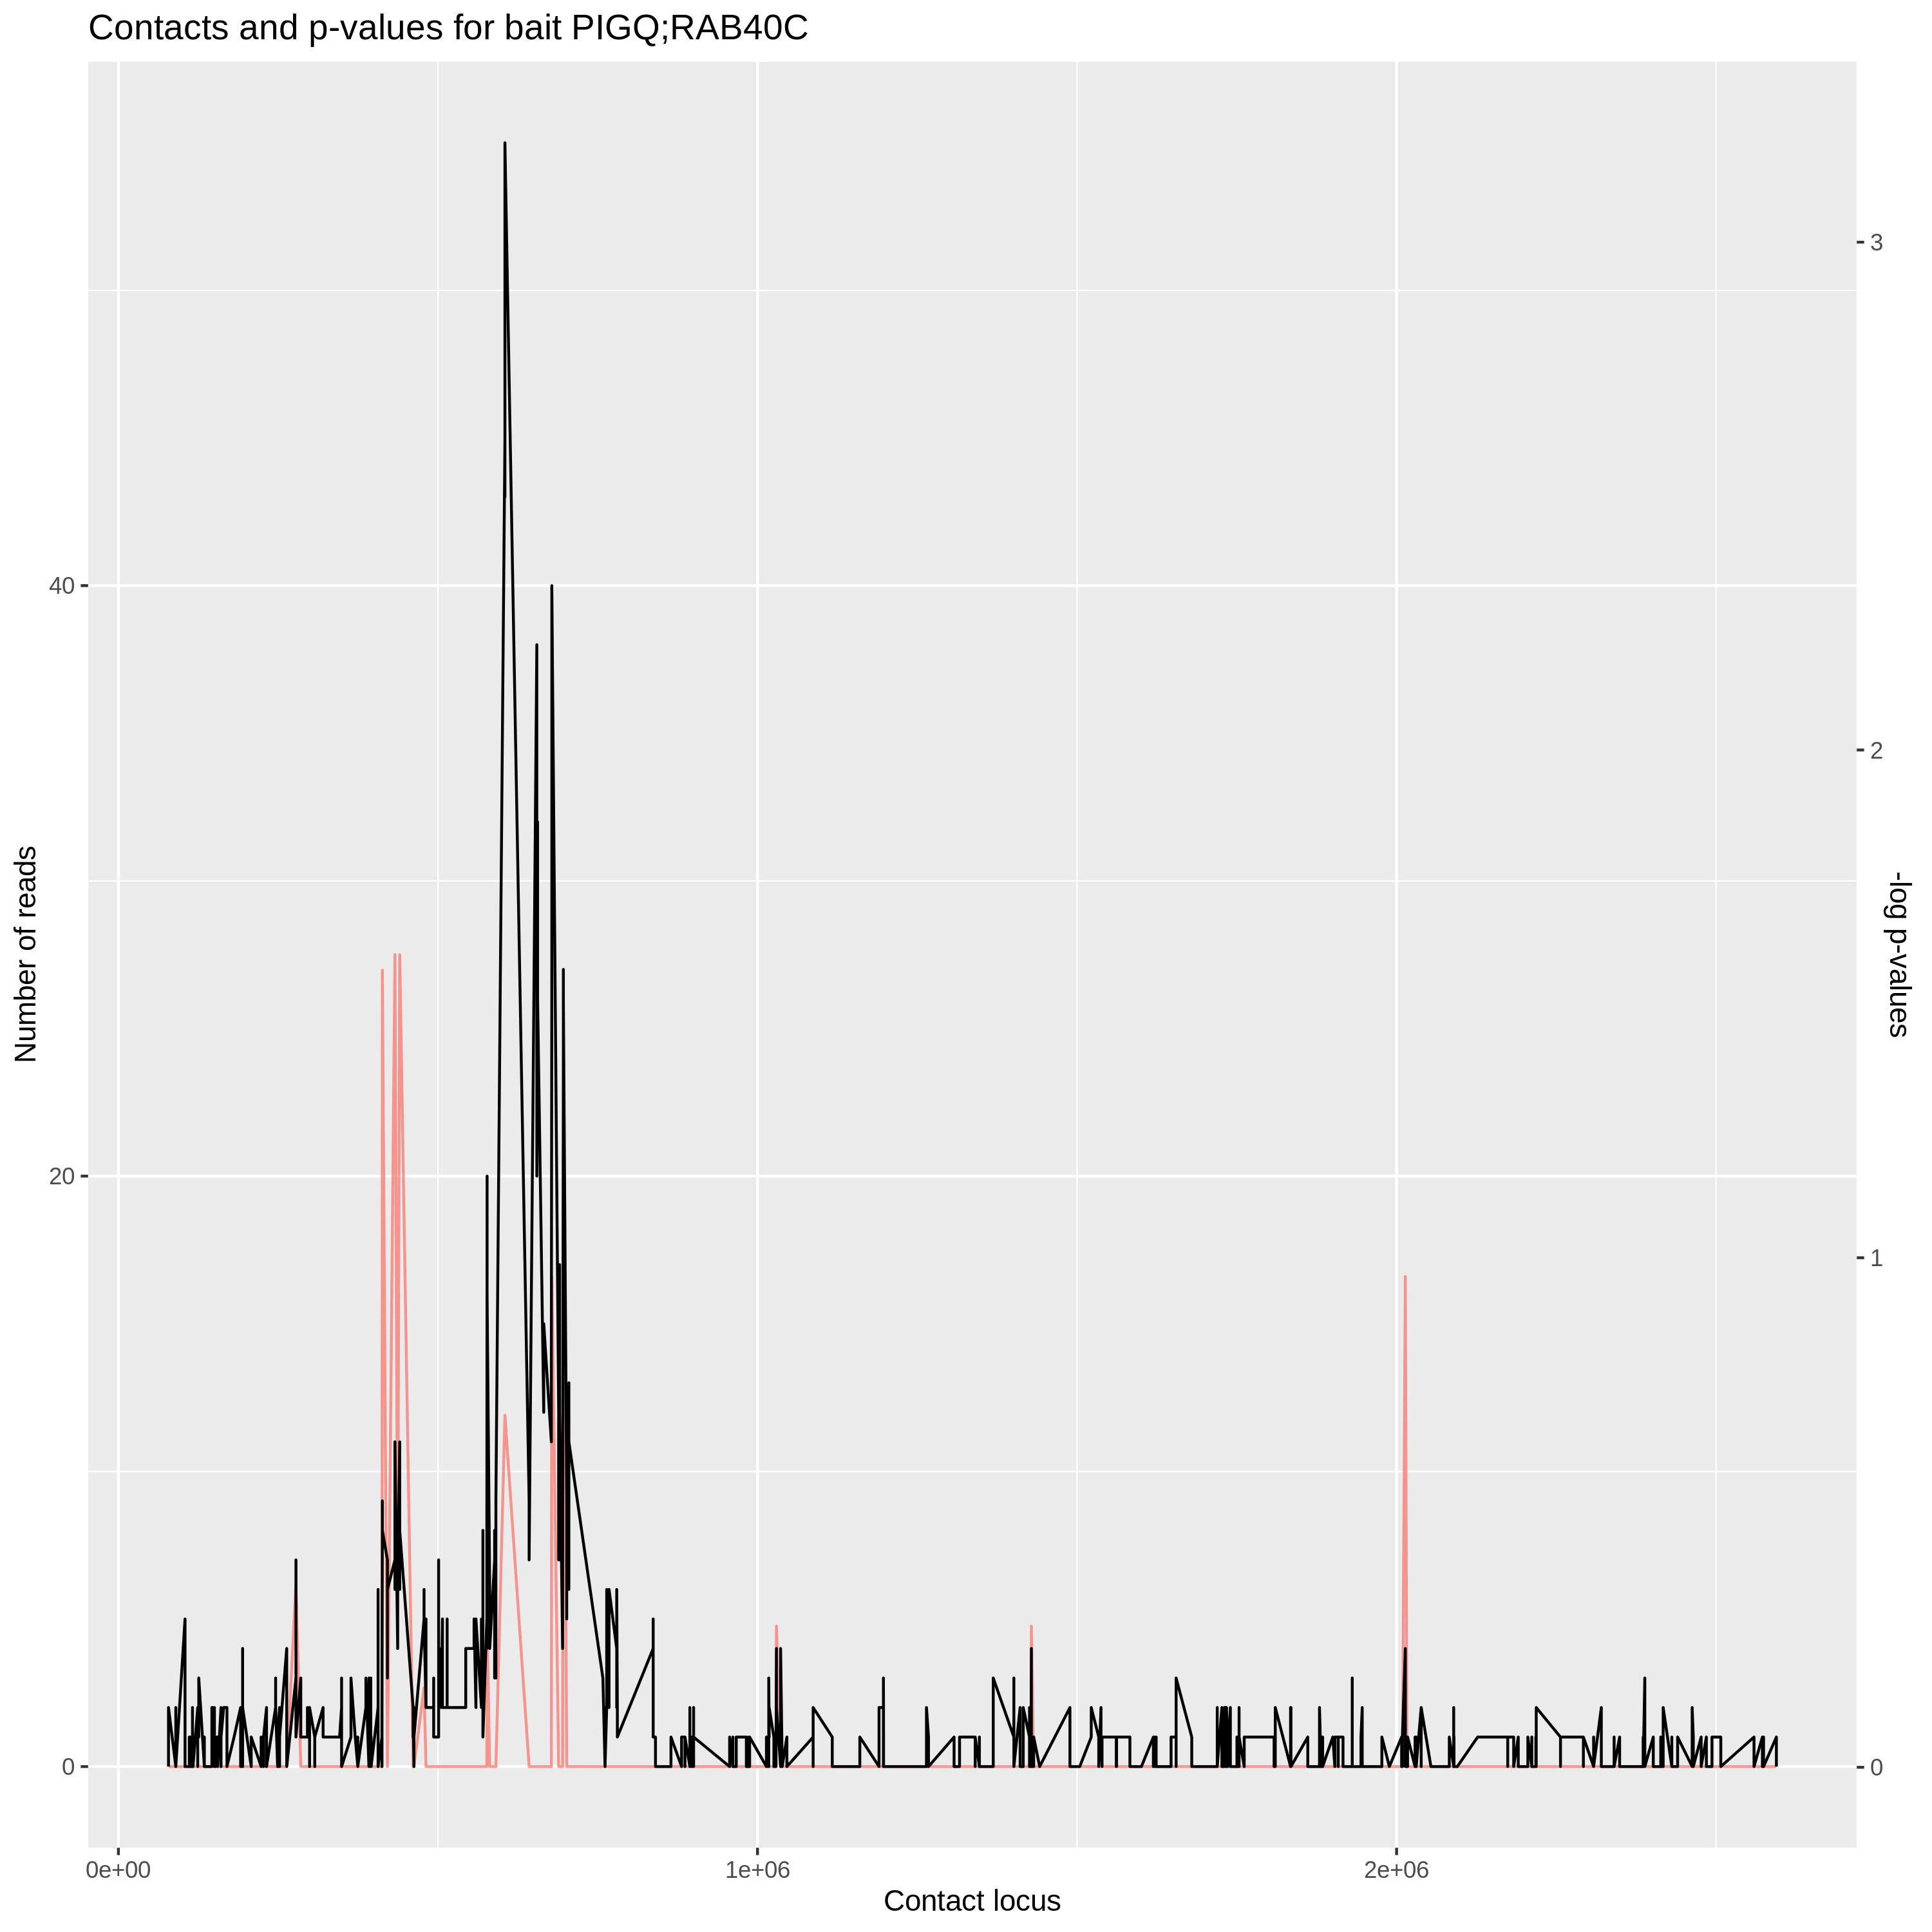 Contacts and p-values for bait PIGQ;RAB40C
Number of reads
40
20
0
3
2
1
0
-log p-values
0e+00
1e+06
2e+06
Contact locus